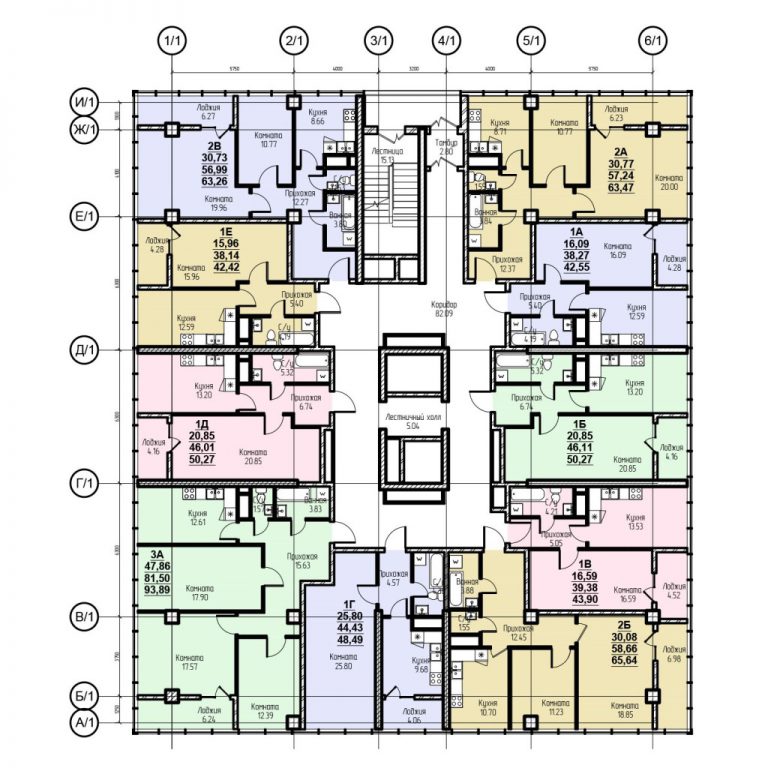 1/1
2/1
3/1
4/1
5/1
6/1
5750
4000
3200
4000
5750
И/1
Ж/1
Е/1
Д/1
Г/1
В/1
Б/1
А/1
Лоджия
6.27
Комната
10.77
Кухня
8.66
2В
30,73
56,99
63,26
Комната
19.96
Прихожая
12.27
Ванная
3.80
Лестница
15.13
Тамбур
2.80
Кухня
8.71
Комната
10.77
Лоджия
6.23
2А
30,77
57,24
63,47
Комната
20.00
1.55
Ванная
3.84
Прихожая
12.37
Лоджия
4.28
1Е
15,96
38,14
42,42
Комната
15.96
Прихожая
5.40
Кухня
12.59
С/у
4.19
Коридор
82.09
1А
16,09
38,27
42,55
Комната
16.09
Лоджия
4.28
Прихожая
5.40
Кухня
12.59
С/у
4.19
Кухня
13.20
С/у
5.32
Прихожая
6.74
1Д
20,85
46,01
50,27
Лоджия
4.16
Комната
20.85
Лестничный холл
5.04
С/у
5.32
Кухня
13.20
Прихожая
6.74
1Б
20,85
46,11
50,27
Комната
20.85
Лоджия
4.16
Кухня
12.61
С/у
1.57
Ванная
3.83
3А
47,86
81,50
93,89
Комната
17.90
Прихожая
15.63
Комната
17.57
Лоджия
6.24
Комната
12.39
1Г
25,80
44,43
48,49
Комната
25.80
Прихожая
4.57
Кухня
9.68
Лоджия
4.06
С/у
4.21
Кухня
13.53
Прихожая
5.05
1В
16,59
39,38
43,90
Комната
16.59
Лоджия
4.52
Ванная
3.88
С/у
1.55
Прихожая
12.45
2Б
30,08
58,66
65,64
Лоджия
6.98
Кухня
10.70
Комната
11.23
Комната
18.85